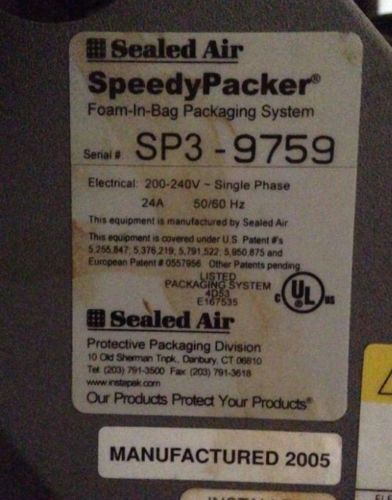 Sealed Air
SpeedyPacker®
Foam-In-Bag Packaging System
Serial # SP3-9759
Electrical: 200-240V ~ Single Phase
24A 50/60 Hz
This equipment is manufactured by Sealed Air
This equipment is covered under U.S. Patent #'s
5,255,847; 5,376,219; 5,791,522; 5,950,875 and
European Patent # 0557956. Other Patents pending.
LISTED
PACKAGING SYSTEM
4D53
E167535
C UL US
Sealed Air
Protective Packaging Division
10 Old Sherman Tnpk., Danbury, CT 06810
Tel: (203) 791-3500 Fax (203) 791-3618
www.instapak.com
Our Products Protect Your Products®
MANUFACTURED 2005